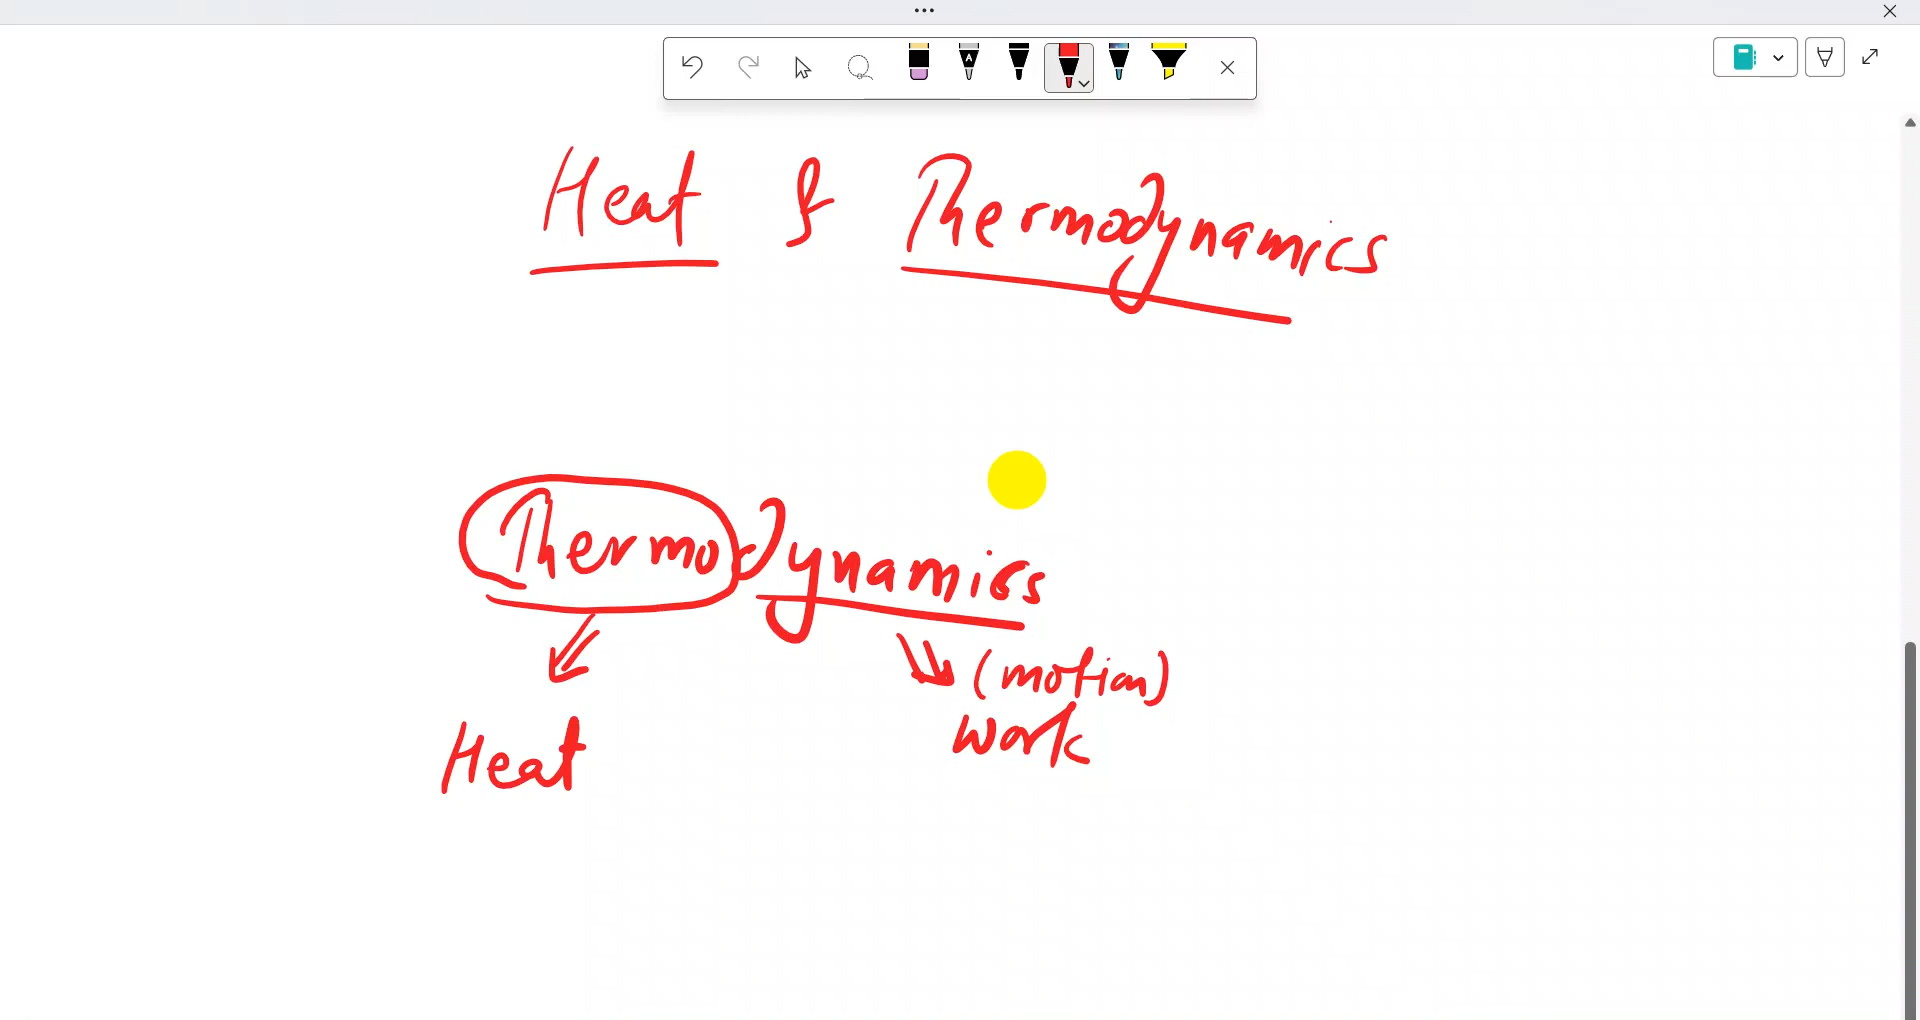 Heat & Thermodynamics
Thermodynamics
(motion)
Heat
work